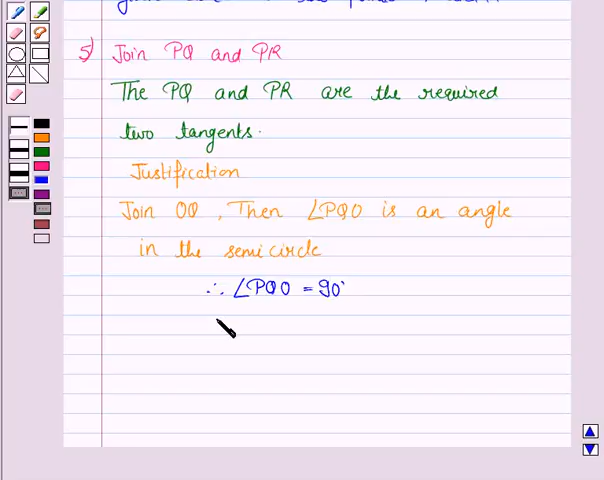 5) Join PQ and PR
The PQ and PR are the required
two tangents.
Justification
Join OQ, Then ∠PQO is an angle
in the semicircle
∴ ∠PQO = 90°